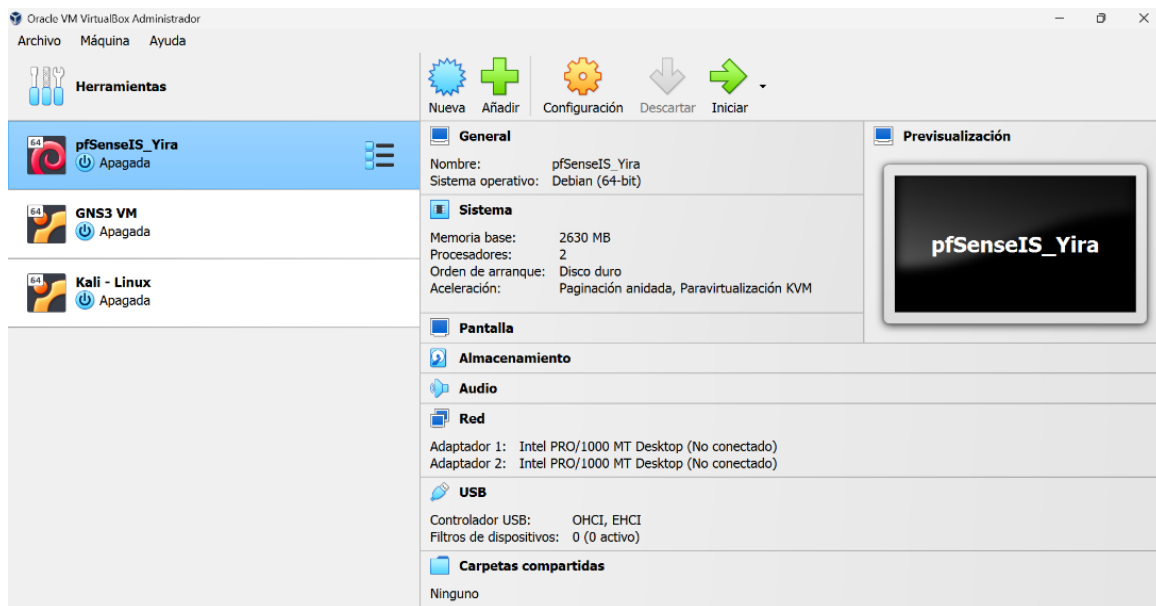 Oracle VM VirtualBox Administrador
Archivo Máquina Ayuda
Herramientas
64
pfSenseIS_Yira
Apagada
64
GNS3 VM
Apagada
64
Kali - Linux
Apagada
Nueva Añadir Configuración Descartar Iniciar
General
Nombre: pfSenseIS_Yira
Sistema operativo: Debian (64-bit)
Sistema
Memoria base: 2630 MB
Procesadores: 2
Orden de arranque: Disco duro
Aceleración: Paginación anidada, Paravirtualización KVM
Previsualización
pfSenseIS_Yira
Pantalla
Almacenamiento
Audio
Red
Adaptador 1: Intel PRO/1000 MT Desktop (No conectado)
Adaptador 2: Intel PRO/1000 MT Desktop (No conectado)
USB
Controlador USB: OHCI, EHCI
Filtros de dispositivos: 0 (0 activo)
Carpetas compartidas
Ninguno